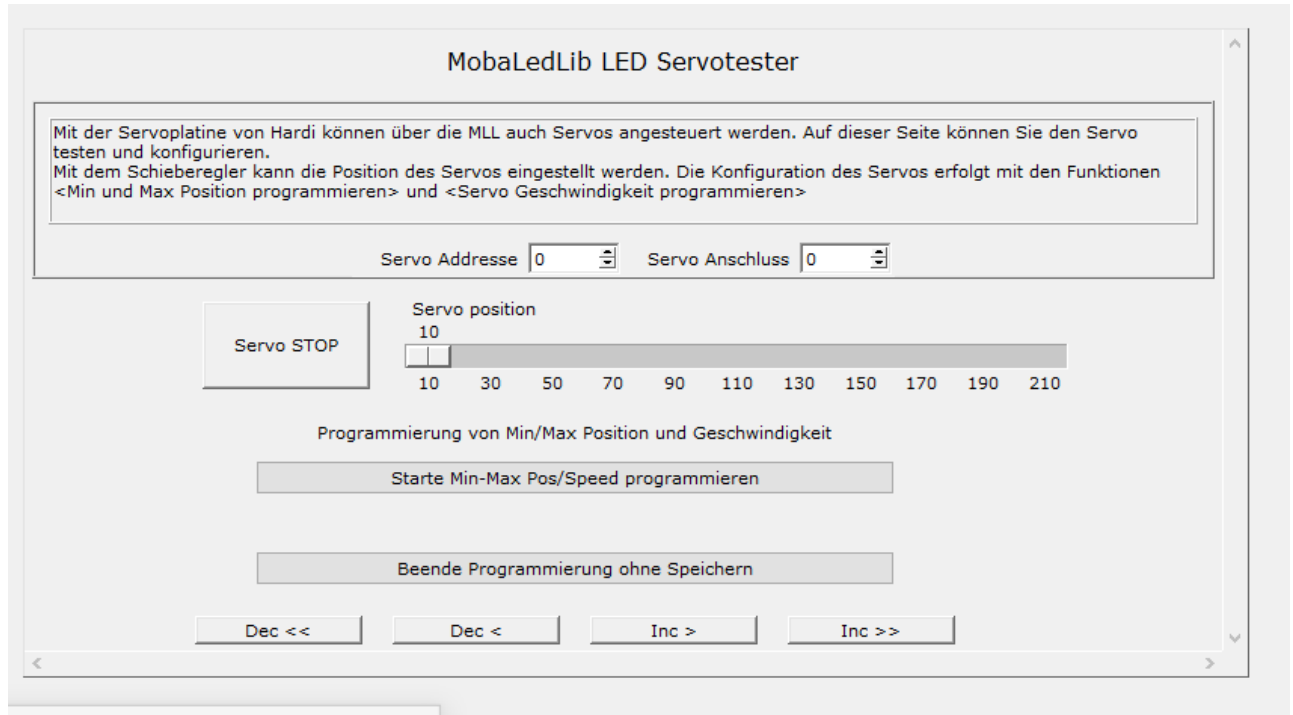 MobaLedLib LED Servotester
Mit der Servoplatine von Hardi können über die MLL auch Servos angesteuert werden. Auf dieser Seite können Sie den Servo
testen und konfigurieren.
Mit dem Schieberegler kann die Position des Servos eingestellt werden. Die Konfiguration des Servos erfolgt mit den Funktionen
<Min und Max Position programmieren> und <Servo Geschwindigkeit programmieren>
Servo Addresse 0 Servo Anschluss 0
Servo position
10
Servo STOP
10 30 50 70 90 110 130 150 170 190 210
Programmierung von Min/Max Position und Geschwindigkeit
Starte Min-Max Pos/Speed programmieren
Beende Programmierung ohne Speichern
Dec << Dec < Inc > Inc >>